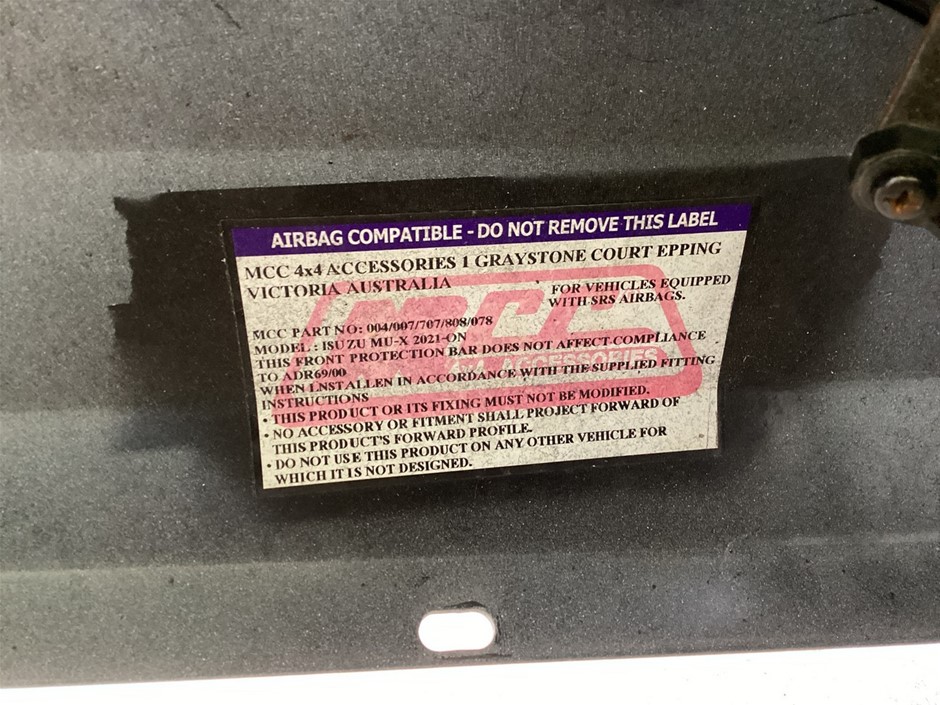 AIRBAG COMPATIBLE - DO NOT REMOVE THIS LABEL
MCC 4x4 ACCESSORIES 1 GRAYSTONE COURT EPPING
VICTORIA AUSTRALIA
FOR VEHICLES EQUIPPED
WITH SRS AIRBAGS.
MCC
4x4 ACCESSORIES
MCC PART NO: 004/007/707/808/078
MODEL : ISUZU MU-X 2021-ON
THIS FRONT PROTECTION BAR DOES NOT AFFECT COMPLIANCE
TO ADR69/00
WHEN INSTALLEN IN ACCORDANCE WITH THE SUPPLIED FITTING
INSTRUCTIONS
• THIS PRODUCT OR ITS FIXING MUST NOT BE MODIFIED.
• NO ACCESSORY OR FITMENT SHALL PROJECT FORWARD OF
THIS PRODUCT'S FORWARD PROFILE.
• DO NOT USE THIS PRODUCT ON ANY OTHER VEHICLE FOR
WHICH IT IS NOT DESIGNED.